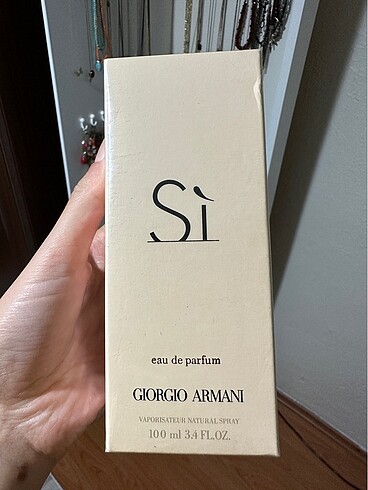 Sì
eau de parfum
GIORGIO ARMANI
VAPORISATEUR NATURAL SPRAY
100 ml 3.4 FL.OZ.